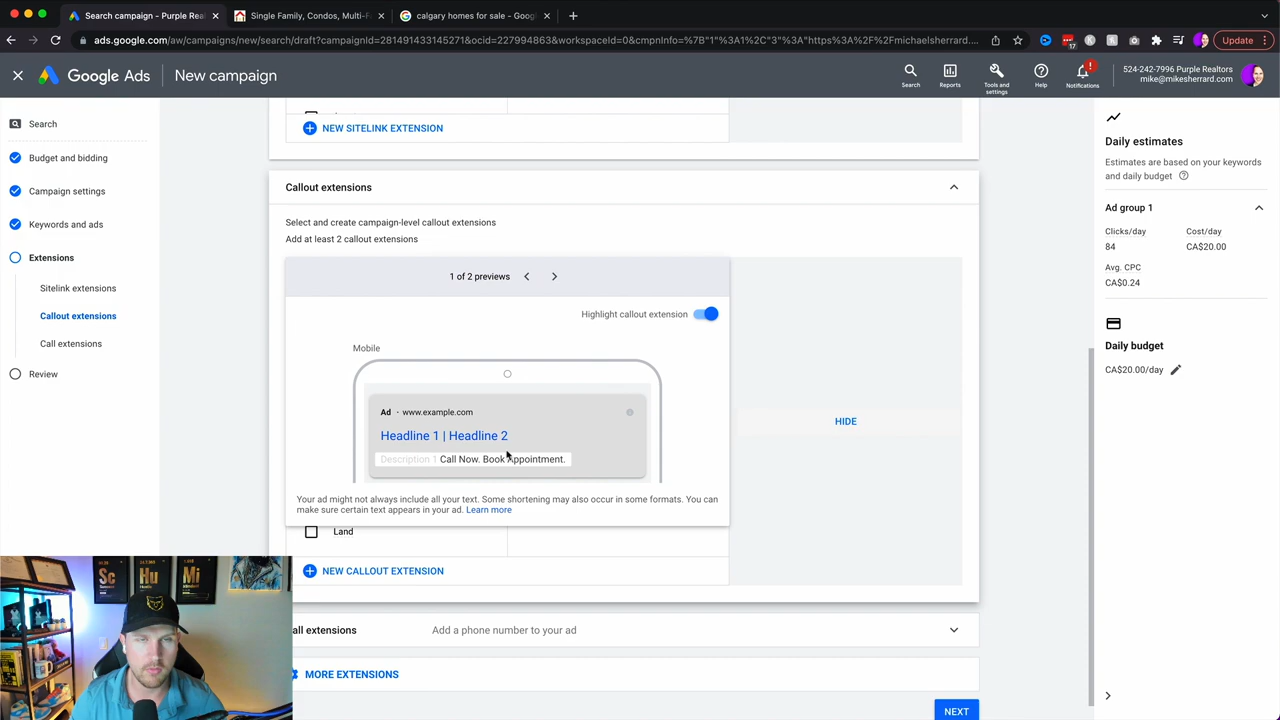 Search campaign - Purple Rea
Single Family, Condos, Multi-F
calgary homes for sale - Goog
ads.google.com/aw/campaigns/new/search/draft?campaignId=281491433145271&ocid=227994863&workspaceId=0&cmpnInfo=%7B"1"%3A1%2C"3"%3A"https%3A%2F%2Fmichaelsherrard....
17
Update
Google Ads
New campaign
Search
Reports
Tools and settings
Help
Notifications
524-242-7996 Purple Realtors
mike@mikesherrard.com
Search
Budget and bidding
Campaign settings
Keywords and ads
Extensions
Sitelink extensions
Callout extensions
Call extensions
Review
NEW SITELINK EXTENSION
Callout extensions
Select and create campaign-level callout extensions
Add at least 2 callout extensions
1 of 2 previews
Highlight callout extension
Mobile
Ad · www.example.com
Headline 1 | Headline 2
Description 1 Call Now. Book Appointment.
Your ad might not always include all your text. Some shortening may also occur in some formats. You can
make sure certain text appears in your ad. Learn more
HIDE
Land
NEW CALLOUT EXTENSION
all extensions
Add a phone number to your ad
MORE EXTENSIONS
NEXT
Daily estimates
Estimates are based on your keywords
and daily budget
Ad group 1
Clicks/day
Cost/day
84
CA$20.00
Avg. CPC
CA$0.24
Daily budget
CA$20.00/day
Sc
Hu
Mi